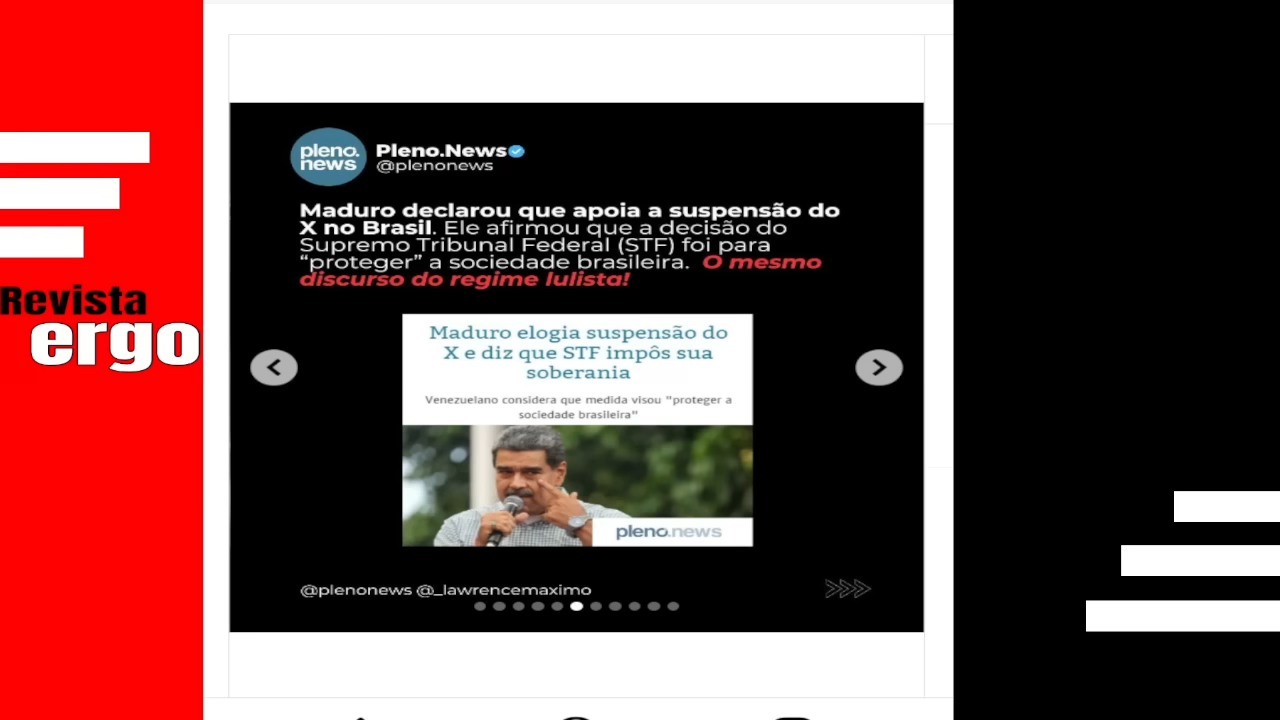 Revista
ergo
pleno.
news
Pleno.News
@plenonews
Maduro declarou que apoia a suspensão do
X no Brasil. Ele afirmou que a decisão do
Supremo Tribunal Federal (STF) foi para
“proteger” a sociedade brasileira. O mesmo
discurso do regime lulista!
Maduro elogia suspensão do
X e diz que STF impôs sua
soberania
Venezuelano considera que medida visou "proteger a
sociedade brasileira"
pleno.news
@plenonews @_lawrencemaximo